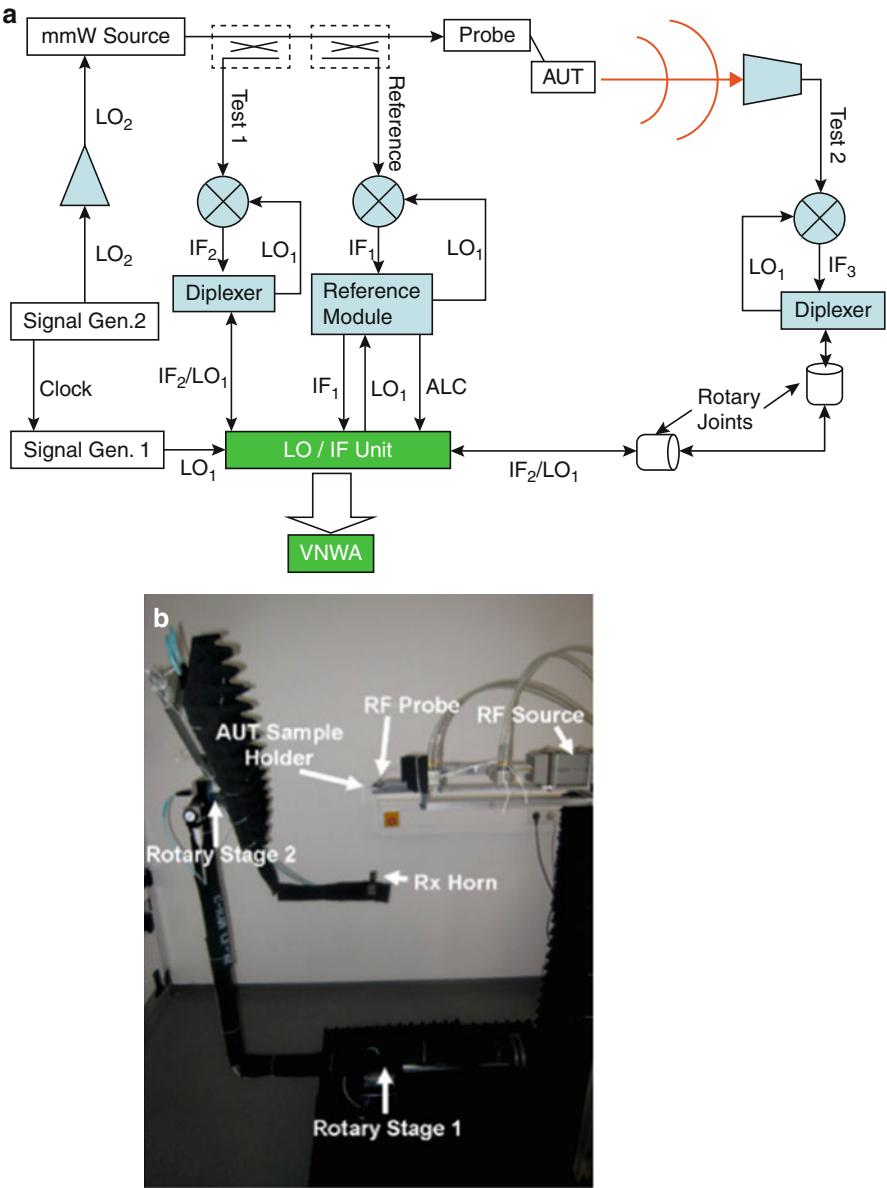 a
mmW Source
Probe
AUT
LO₂
Test 1
Reference
Test 2
LO₂
IF₂
LO₁
IF₁
LO₁
LO₁
IF₃
Diplexer
Reference
Module
Diplexer
Signal Gen.2
Clock
IF₂/LO₁
IF₁
LO₁
ALC
Rotary
Joints
Signal Gen. 1
LO₁
LO / IF Unit
IF₂/LO₁
VNWA
b
RF Probe
RF Source
AUT Sample
Holder
Rotary Stage 2
Rx Horn
Rotary Stage 1